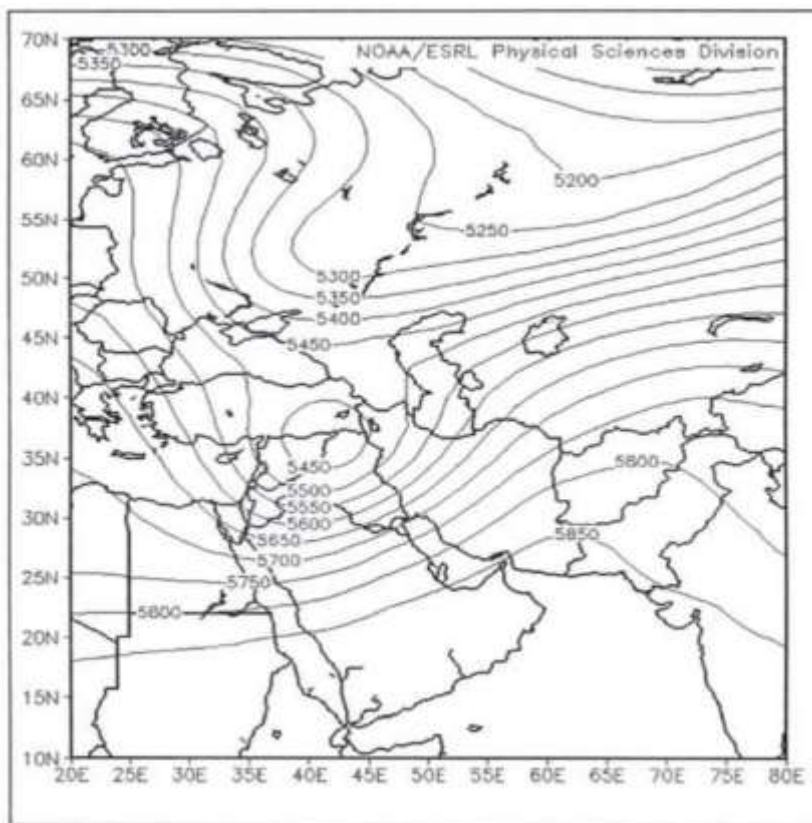 NOAA/ESRL Physical Sciences Division
70N
65N
60N
55N
50N
45N
40N
35N
30N
25N
20N
15N
10N
5300
5350
5200
5250
5300
5350
5400
5450
5450
5500
5550
5600
5650
5700
5750
5800
5800
5850
20E 25E 30E 35E 40E 45E 50E 55E 60E 65E 70E 75E 80E